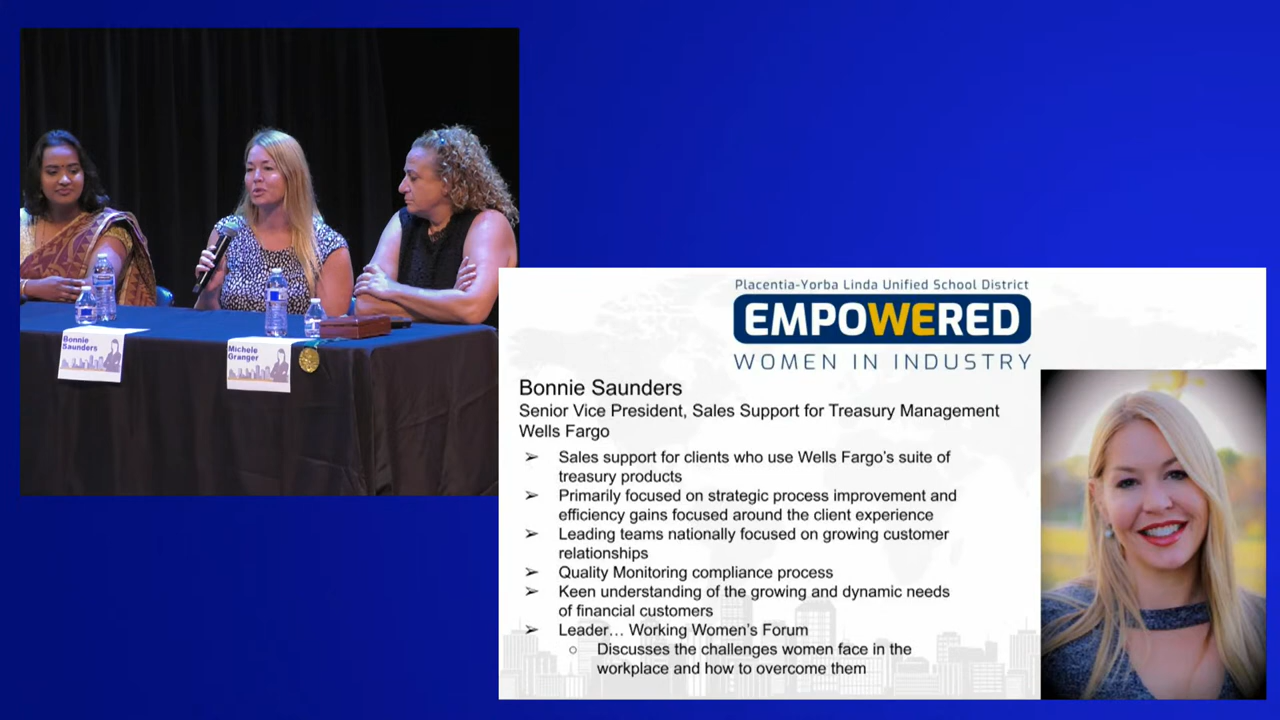 Bonnie
Saunders
Michele
Granger
Placentia-Yorba Linda Unified School District
EMPOWERED
WOMEN IN INDUSTRY
Bonnie Saunders
Senior Vice President, Sales Support for Treasury Management
Wells Fargo
➢ Sales support for clients who use Wells Fargo's suite of
treasury products
➢ Primarily focused on strategic process improvement and
efficiency gains focused around the client experience
➢ Leading teams nationally focused on growing customer
relationships
➢ Quality Monitoring compliance process
➢ Keen understanding of the growing and dynamic needs
of financial customers
➢ Leader… Working Women's Forum
○ Discusses the challenges women face in the
workplace and how to overcome them